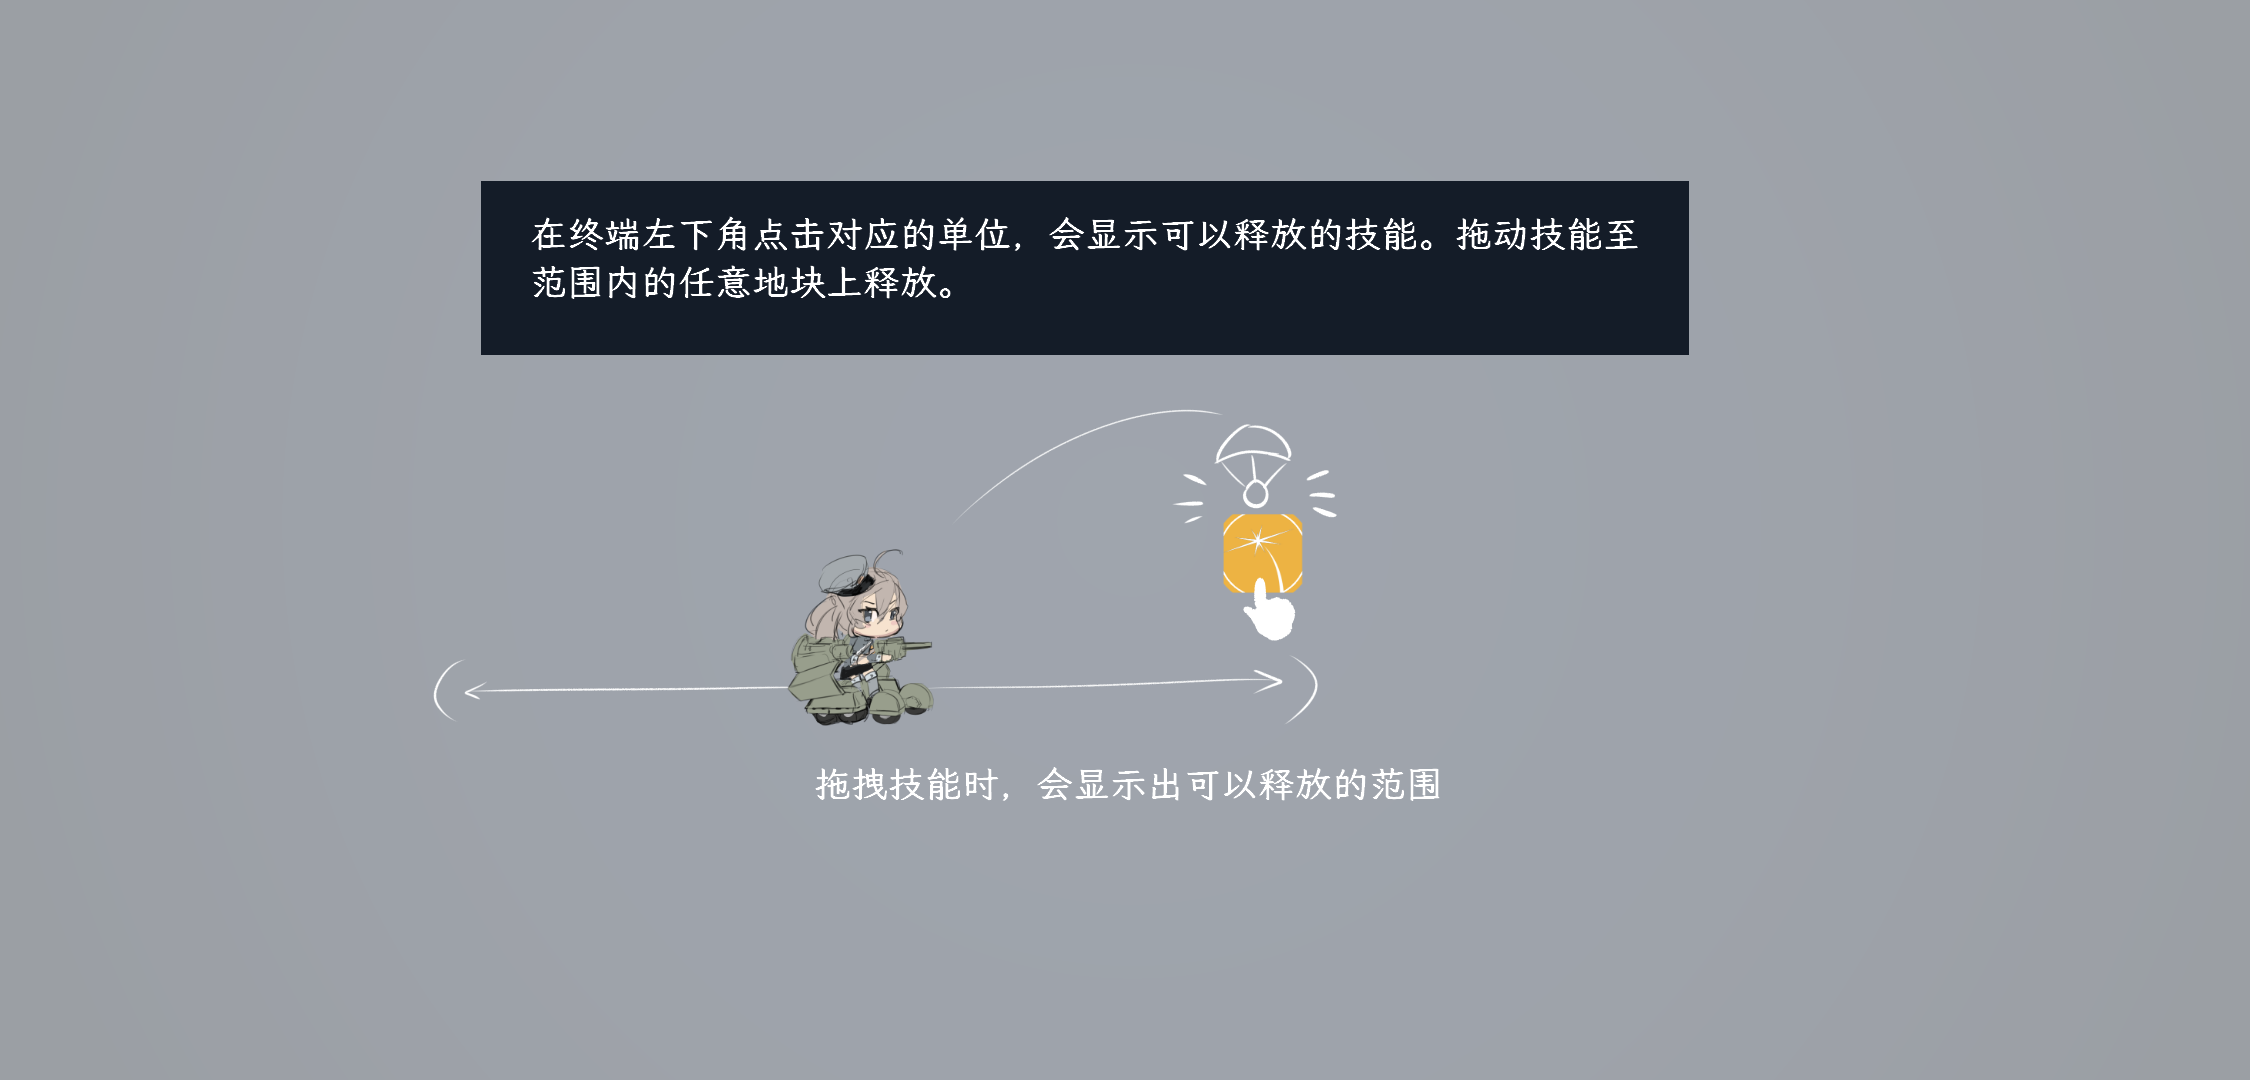 在终端左下角点击对应的单位，会显示可以释放的技能。拖动技能至
范围内的任意地块上释放。
拖拽技能时，会显示出可以释放的范围